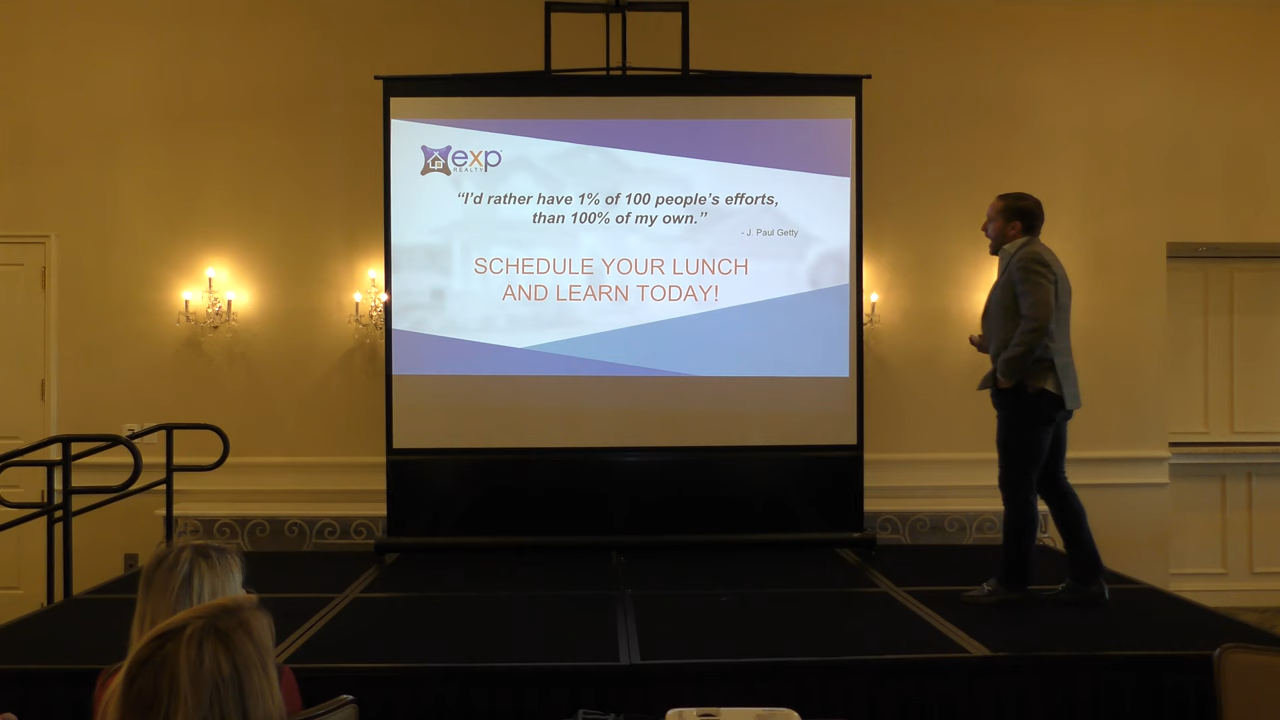 exp
REALTY
“I’d rather have 1% of 100 people’s efforts,
than 100% of my own.”
- J. Paul Getty
SCHEDULE YOUR LUNCH
AND LEARN TODAY!